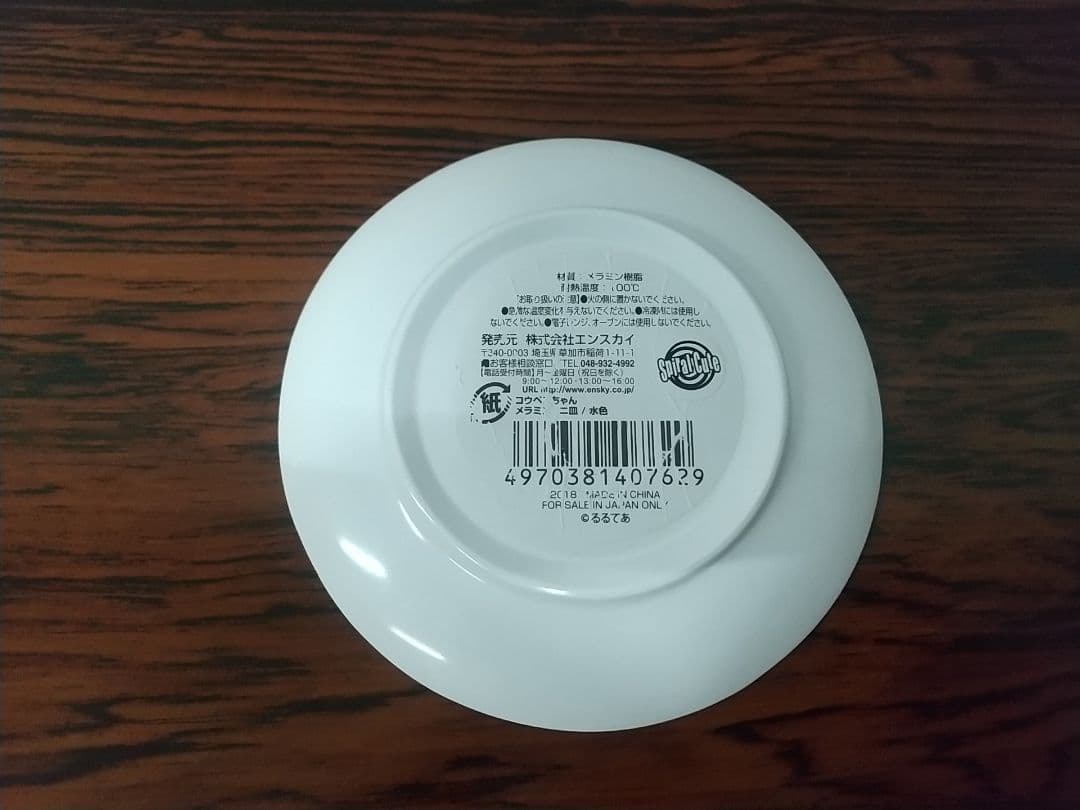 材質：メラミン樹脂
耐熱温度：100℃
【お取り扱いの注意】●火の側に置かないでください。
●急激な温度変化を与えないでください。●冷凍用には使用し
ないでください。●電子レンジ、オーブンには使用しないでください。
発売元 株式会社エンスカイ
〒340-0003 埼玉県草加市稲荷1-11-1
お客様相談窓口 TEL.048-932-4992
【電話受付時間】月～金曜日（祝日を除く）
9:00～12:00・13:00～16:00
URL http://www.ensky.co.jp/
紙
コウペンちゃん
メラミンミニ皿 / 水色
Spiral Cute
4970381407629
2018 MADE IN CHINA
FOR SALE IN JAPAN ONLY
©るるてあ